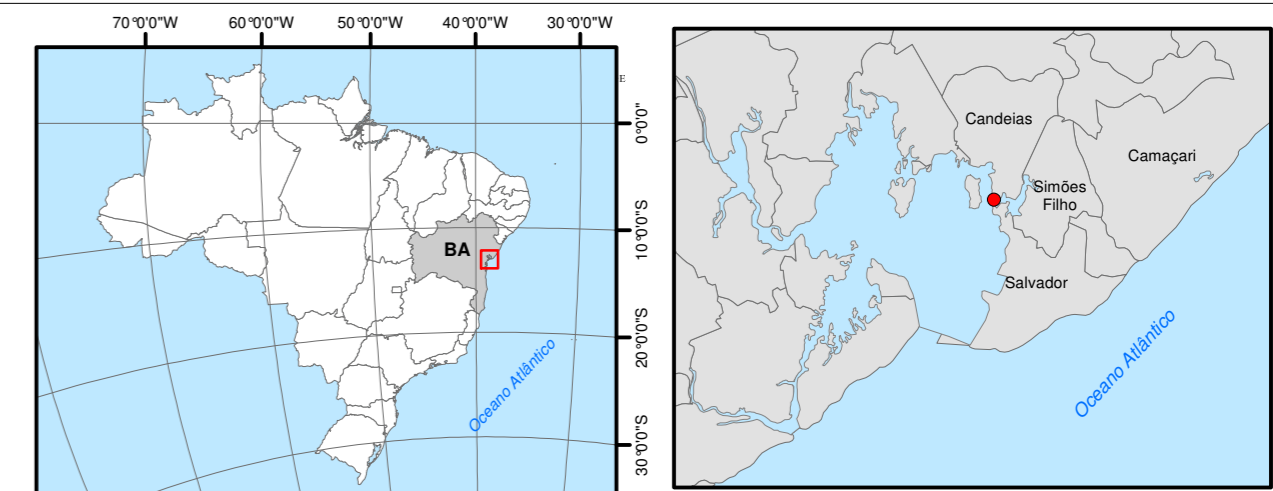 70°0'0"W 60°0'0"W 50°0'0"W 40°0'0"W 30°0'0"W
E
0°0'0"
10°0'0"S
20°0'0"S
30°0'0"S
BA
Oceano Atlântico
Candeias
Camaçari
Simões
Filho
Salvador
Oceano Atlântico